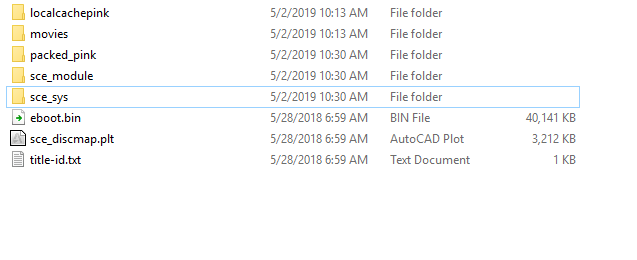 localcachepink 5/2/2019 10:13 AM File folder
movies 5/2/2019 10:13 AM File folder
packed_pink 5/2/2019 10:30 AM File folder
sce_module 5/2/2019 10:30 AM File folder
sce_sys 5/2/2019 10:30 AM File folder
eboot.bin 5/28/2018 6:59 AM BIN File 40,141 KB
sce_discmap.plt 5/28/2018 6:59 AM AutoCAD Plot 3,212 KB
title-id.txt 5/28/2018 6:59 AM Text Document 1 KB